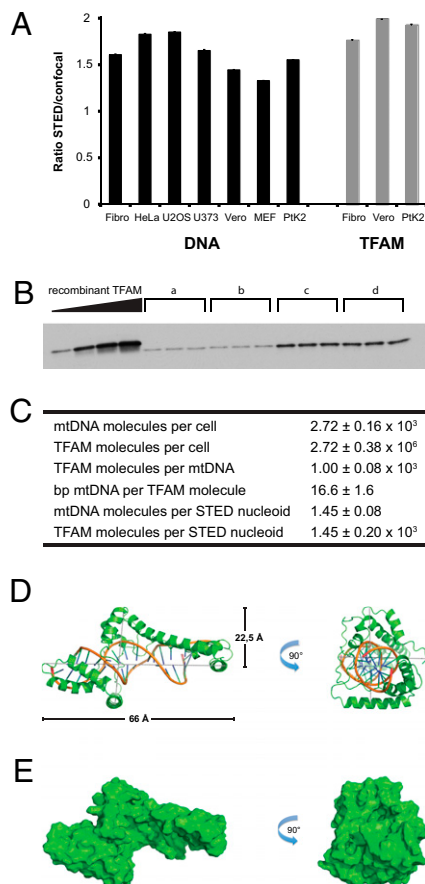 A
Ratio STED/confocal
2
1.5
1
0.5
0
Fibro HeLa U2OS U373 Vero MEF PtK2 Fibro Vero PtK2
DNA TFAM
B
recombinant TFAM a b c d
C
mtDNA molecules per cell 2.72 ± 0.16 x 10³
TFAM molecules per cell 2.72 ± 0.38 x 10⁶
TFAM molecules per mtDNA 1.00 ± 0.08 x 10³
bp mtDNA per TFAM molecule 16.6 ± 1.6
mtDNA molecules per STED nucleoid 1.45 ± 0.08
TFAM molecules per STED nucleoid 1.45 ± 0.20 x 10³
D
22,5 Å
90°
66 Å
E
90°